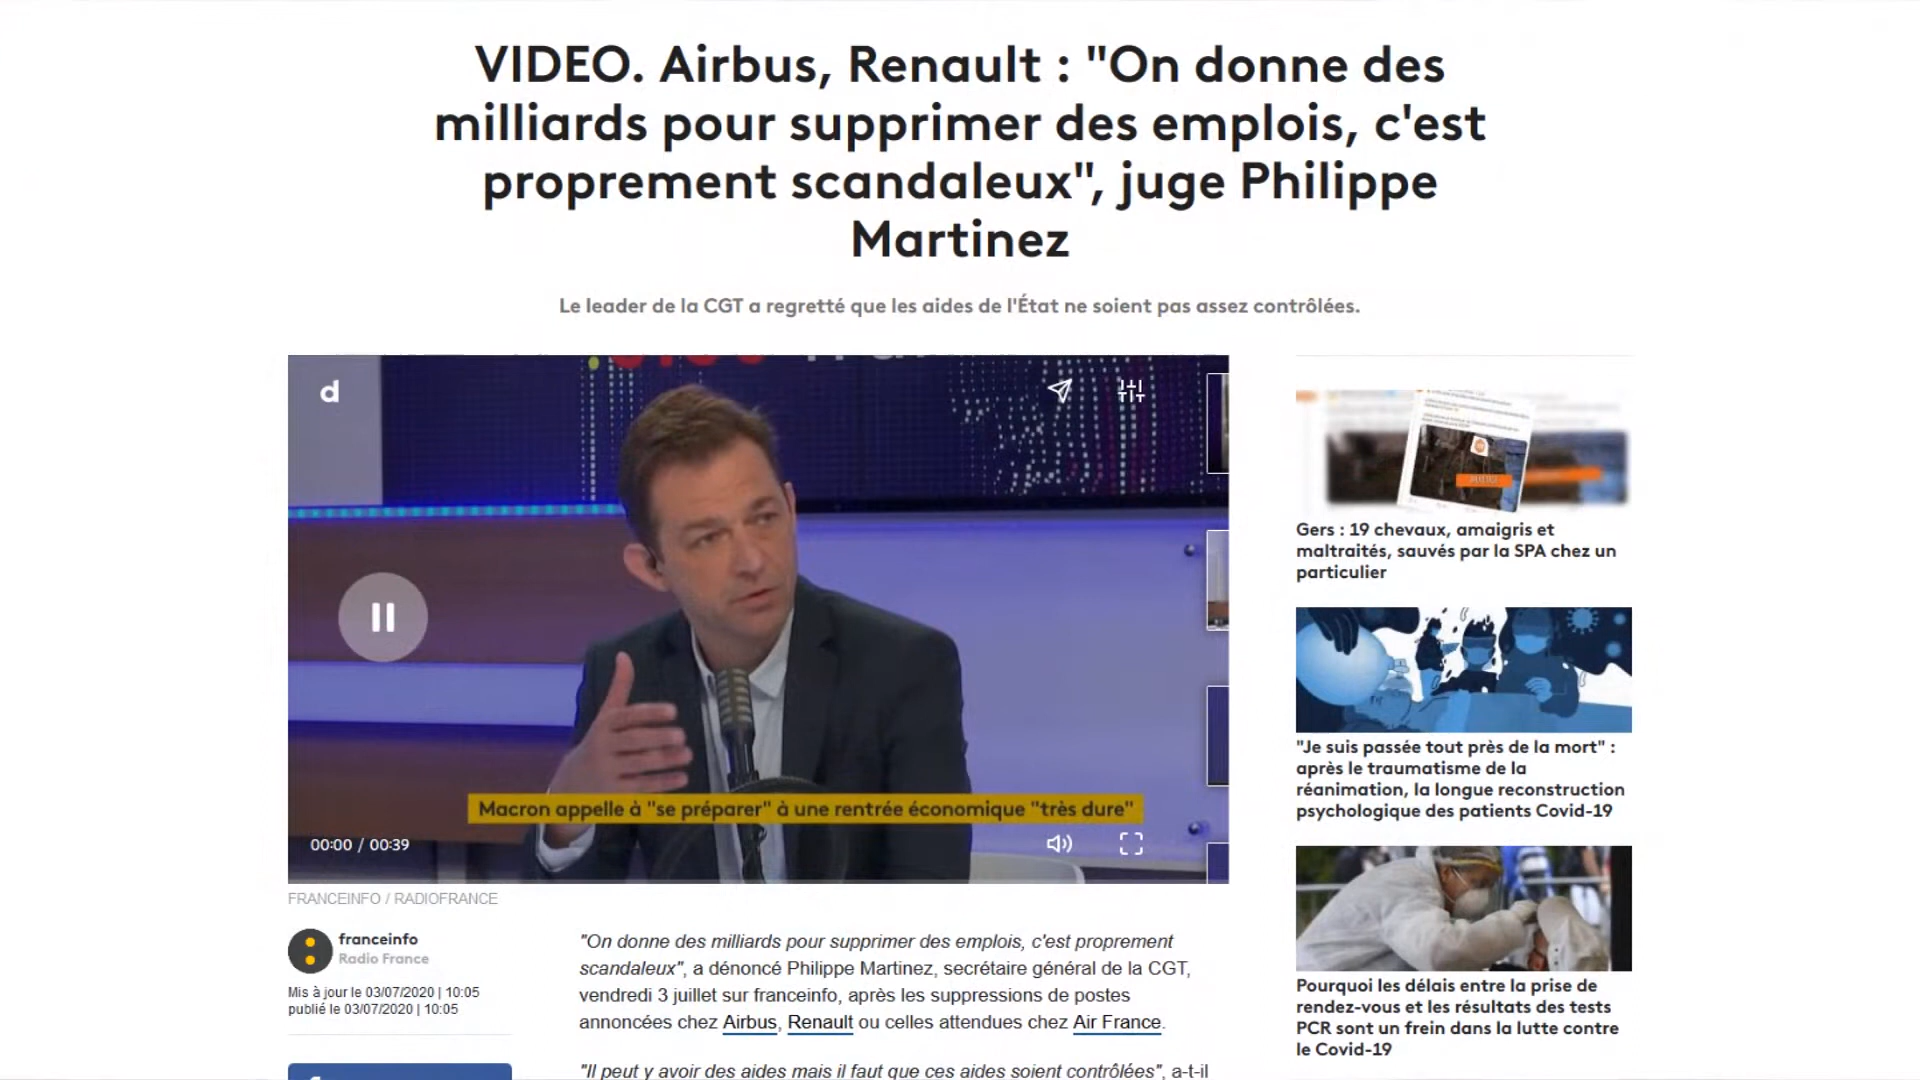 VIDEO. Airbus, Renault : "On donne des
milliards pour supprimer des emplois, c'est
proprement scandaleux", juge Philippe
Martinez
Le leader de la CGT a regretté que les aides de l'État ne soient pas assez contrôlées.
d
Macron appelle à "se préparer" à une rentrée économique "très dure"
00:00 / 00:39
FRANCEINFO / RADIOFRANCE
franceinfo
Radio France
Mis à jour le 03/07/2020 | 10:05
publié le 03/07/2020 | 10:05
"On donne des milliards pour supprimer des emplois, c'est proprement
scandaleux", a dénoncé Philippe Martinez, secrétaire général de la CGT,
vendredi 3 juillet sur franceinfo, après les suppressions de postes
annoncées chez Airbus, Renault ou celles attendues chez Air France.
"Il peut y avoir des aides mais il faut que ces aides soient contrôlées", a-t-il
Gers : 19 chevaux, amaigris et
maltraités, sauvés par la SPA chez un
particulier
"Je suis passée tout près de la mort" :
après le traumatisme de la
réanimation, la longue reconstruction
psychologique des patients Covid-19
Pourquoi les délais entre la prise de
rendez-vous et les résultats des tests
PCR sont un frein dans la lutte contre
le Covid-19